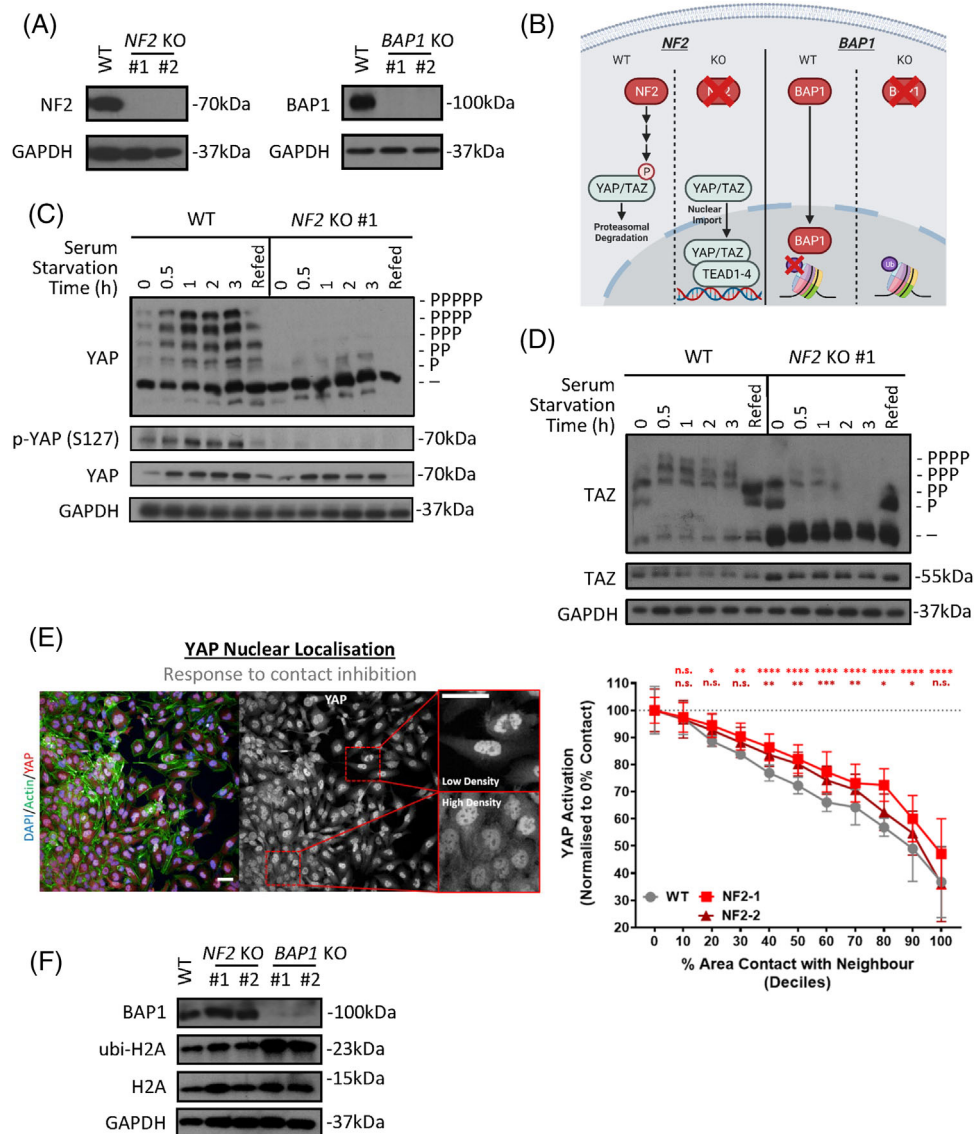 (A)
NF2 KO
WT #1 #2
NF2 -70kDa
GAPDH -37kDa
BAP1 KO
WT #1 #2
BAP1 -100kDa
GAPDH -37kDa
(B)
NF2 BAP1
WT KO WT KO
NF2 BAP1
P
YAP/TAZ YAP/TAZ
Nuclear
Import
Proteasomal
Degradation
YAP/TAZ BAP1
TEAD1-4 Ub
(C)
WT NF2 KO #1
Serum
Starvation
Time (h)
0 0.5 1 2 3 Refed 0 0.5 1 2 3 Refed
YAP
- PPPPP
- PPPP
- PPP
- PP
- P
- –
p-YAP (S127) -70kDa
YAP -70kDa
GAPDH -37kDa
(D)
WT NF2 KO #1
Serum
Starvation
Time (h)
0 0.5 1 2 3 Refed 0 0.5 1 2 3 Refed
TAZ
- PPPP
- PPP
- PP
- P
- –
TAZ -55kDa
GAPDH -37kDa
(E)
YAP Nuclear Localisation
Response to contact inhibition
DAPI/Actin/YAP
YAP
Low Density
High Density
n.s. * ** **** **** **** **** **** **** ****
n.s. n.s. n.s. ** ** *** ** * * n.s.
YAP Activation
(Normalised to 0% Contact)
110
100
90
80
70
60
50
40
30
20
WT NF2-1
NF2-2
0 10 20 30 40 50 60 70 80 90 100
% Area Contact with Neighbour
(Deciles)
(F)
NF2 KO BAP1 KO
WT #1 #2 #1 #2
BAP1 -100kDa
ubi-H2A -23kDa
H2A -15kDa
GAPDH -37kDa